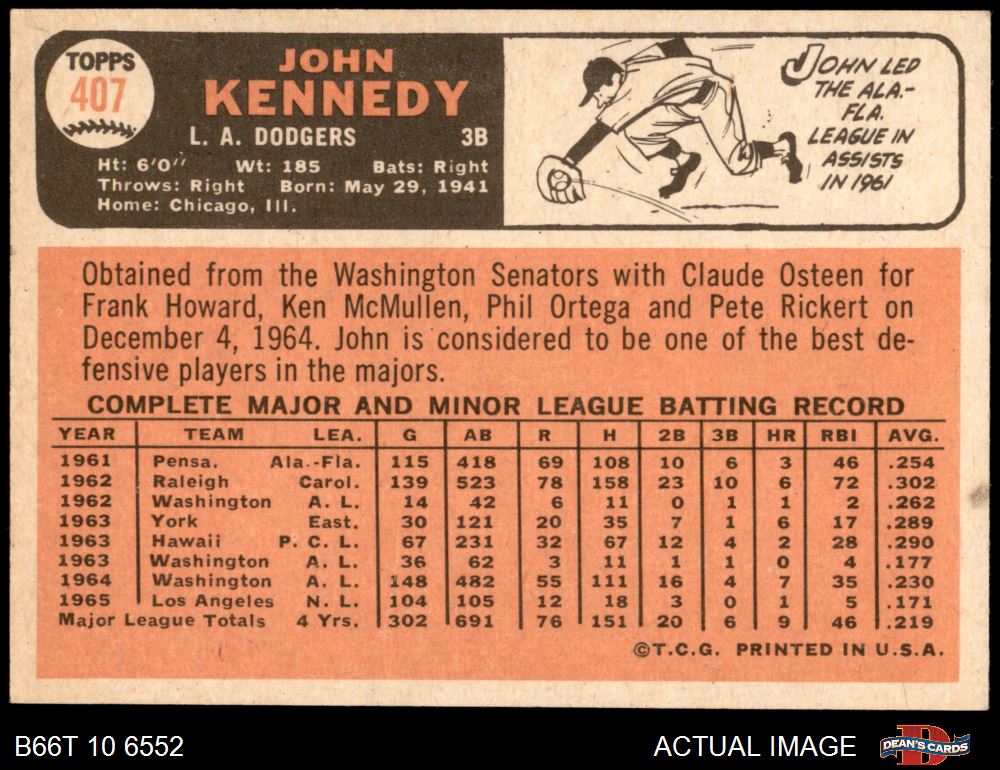 TOPPS
407
JOHN
KENNEDY
L. A. DODGERS 3B
Ht: 6'0" Wt: 185 Bats: Right
Throws: Right Born: May 29, 1941
Home: Chicago, Ill.
JOHN LED
THE ALA.-
FLA.
LEAGUE IN
ASSISTS
IN 1961
Obtained from the Washington Senators with Claude Osteen for
Frank Howard, Ken McMullen, Phil Ortega and Pete Rickert on
December 4, 1964. John is considered to be one of the best de-
fensive players in the majors.
COMPLETE MAJOR AND MINOR LEAGUE BATTING RECORD
YEAR TEAM LEA. G AB R H 2B 3B HR RBI AVG.
1961 Pensa. Ala.-Fla. 115 418 69 108 10 6 3 46 .254
1962 Raleigh Carol. 139 523 78 158 23 10 6 72 .302
1962 Washington A. L. 14 42 6 11 0 1 1 2 .262
1963 York East. 30 121 20 35 7 1 6 17 .289
1963 Hawaii P. C. L. 67 231 32 67 12 4 2 28 .290
1963 Washington A. L. 36 62 3 11 1 1 0 4 .177
1964 Washington A. L. 148 482 55 111 16 4 7 35 .230
1965 Los Angeles N. L. 104 105 12 18 3 0 1 5 .171
Major League Totals 4 Yrs. 302 691 76 151 20 6 9 46 .219
©T.C.G. PRINTED IN U.S.A.
B66T 10 6552 ACTUAL IMAGE D DEAN'S CARDS